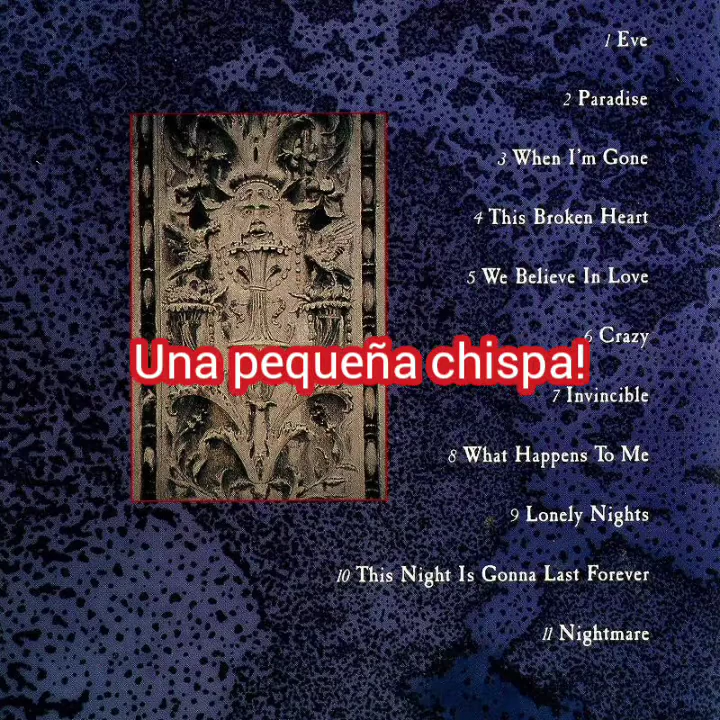 1 Eve
2 Paradise
3 When I'm Gone
4 This Broken Heart
5 We Believe In Love
6 Crazy
Una pequeña chispa!
7 Invincible
8 What Happens To Me
9 Lonely Nights
10 This Night Is Gonna Last Forever
11 Nightmare